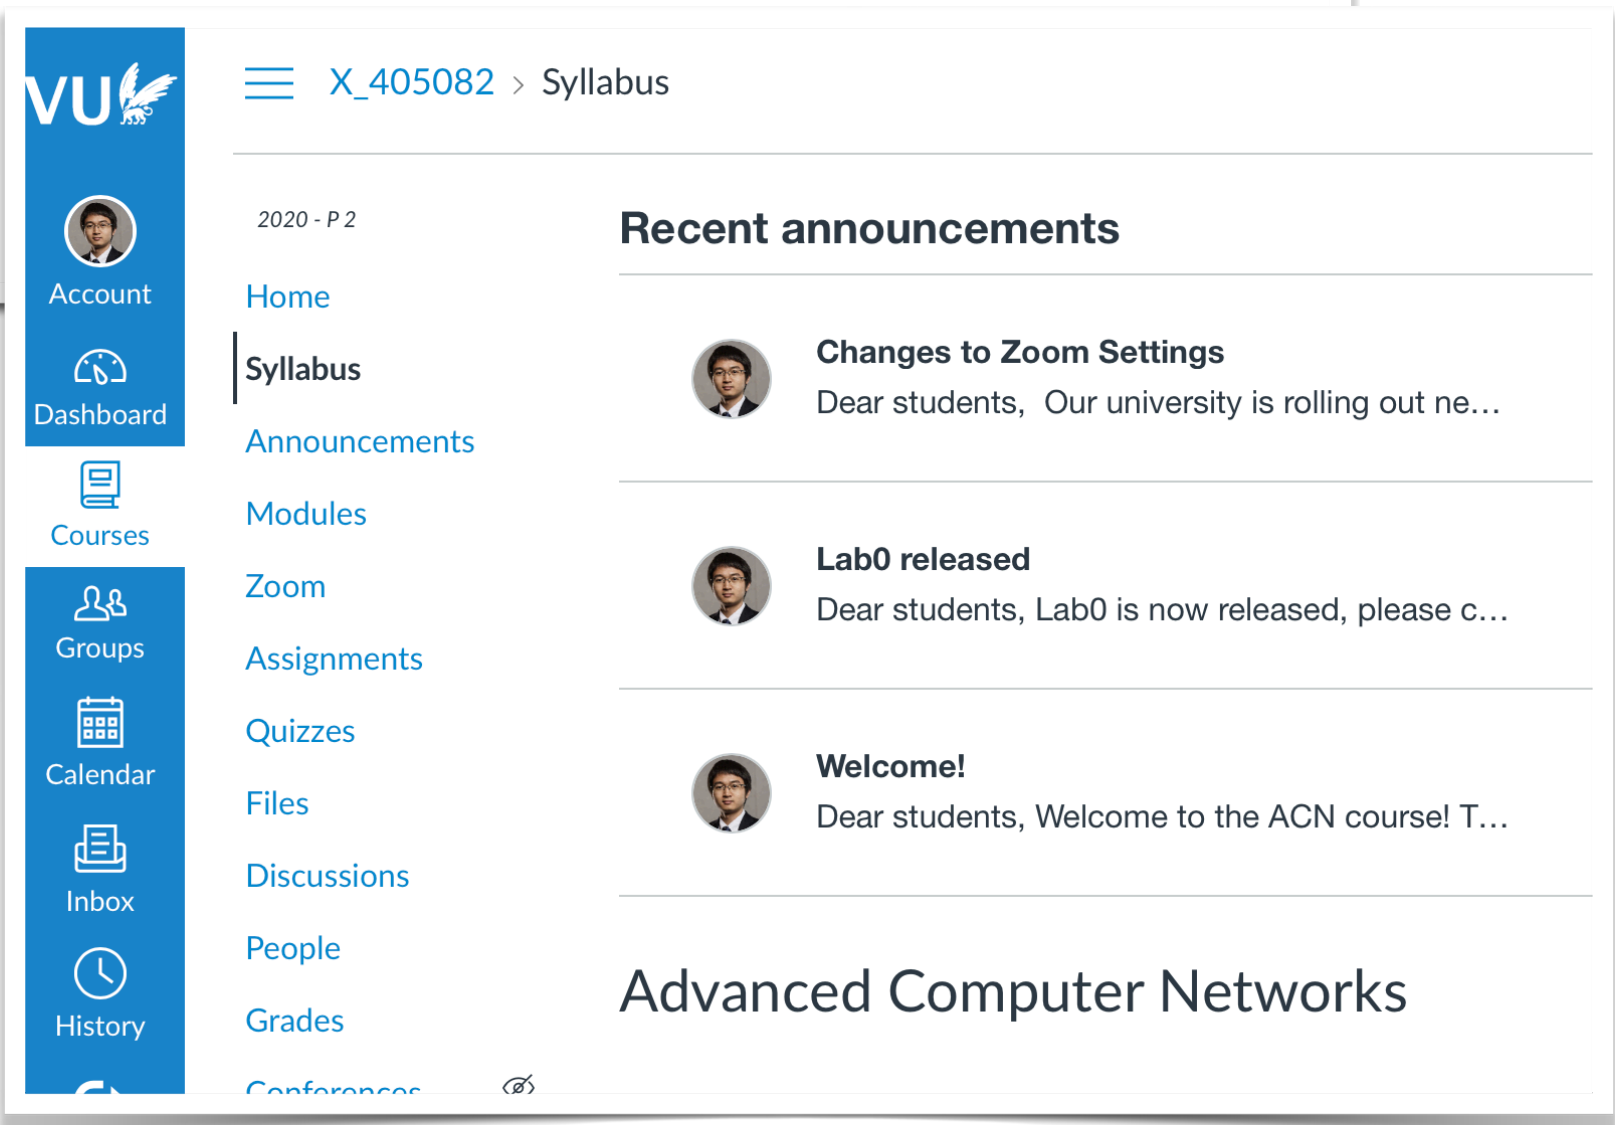 VU
X_405082 > Syllabus
Account
Dashboard
Courses
Groups
Calendar
Inbox
History
2020 - P 2
Home
Syllabus
Announcements
Modules
Zoom
Assignments
Quizzes
Files
Discussions
People
Grades
Conferences
Recent announcements
Changes to Zoom Settings
Dear students,  Our university is rolling out ne...
Lab0 released
Dear students, Lab0 is now released, please c...
Welcome!
Dear students, Welcome to the ACN course! T...
Advanced Computer Networks